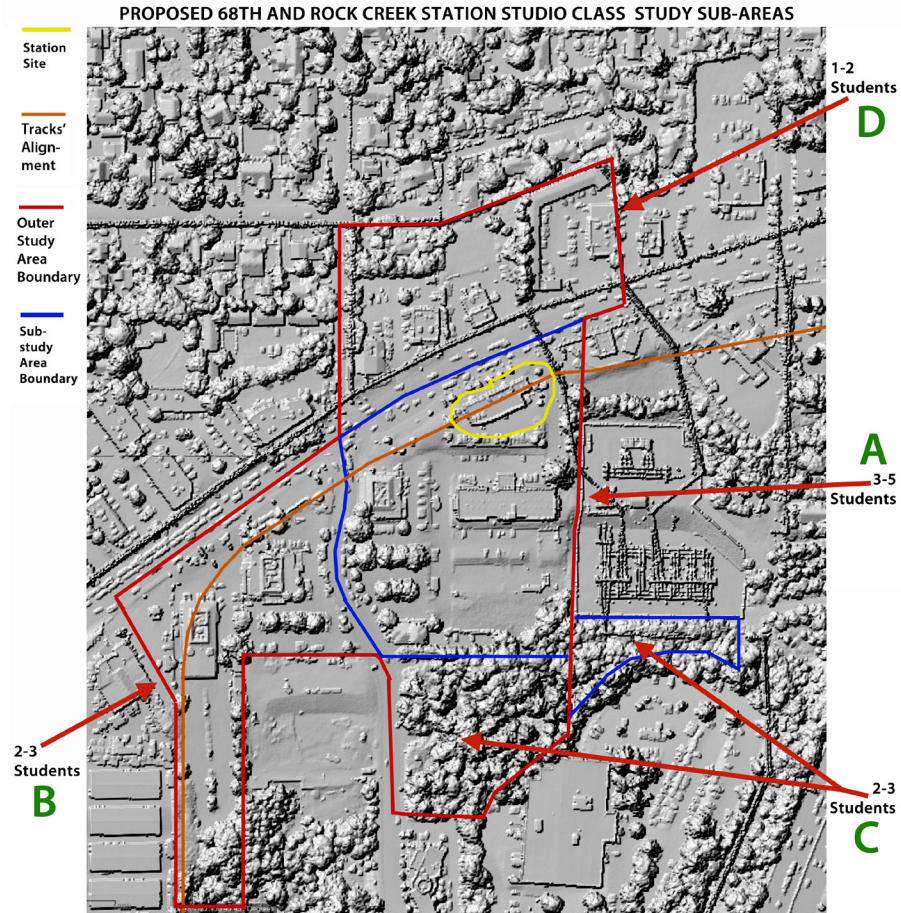 PROPOSED 68TH AND ROCK CREEK STATION STUDIO CLASS STUDY SUB-AREAS
Station
Site
Tracks'
Align-
ment
Outer
Study
Area
Boundary
Sub-
study
Area
Boundary
1-2
Students
D
A
3-5
Students
2-3
Students
B
2-3
Students
C